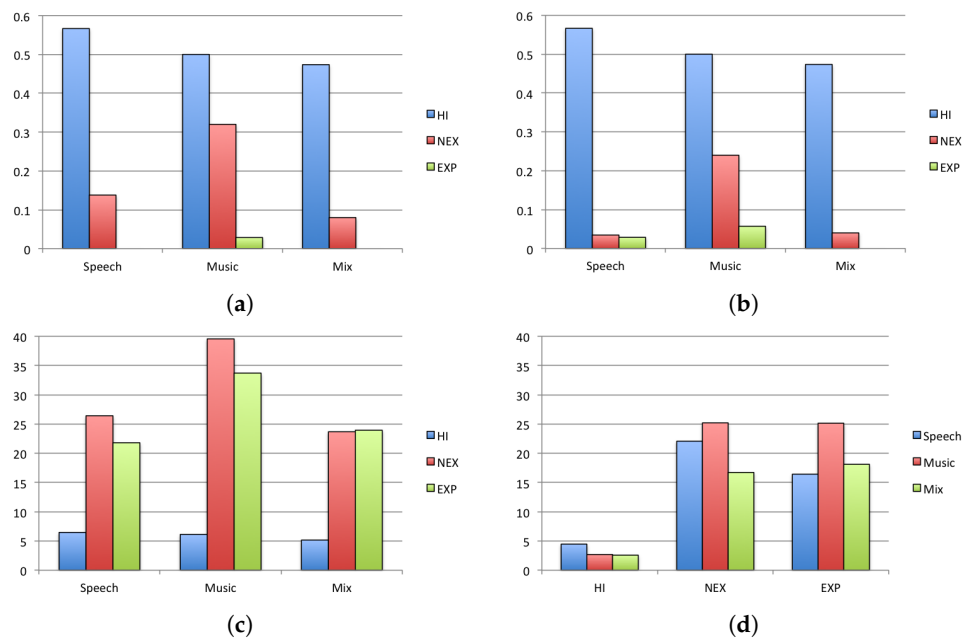 0.6
0.5
0.4
0.3
0.2
0.1
0
Speech Music Mix
HI
NEX
EXP
(a)
0.6
0.5
0.4
0.3
0.2
0.1
0
Speech Music Mix
HI
NEX
EXP
(b)
40
35
30
25
20
15
10
5
0
Speech Music Mix
HI
NEX
EXP
(c)
40
35
30
25
20
15
10
5
0
HI NEX EXP
Speech
Music
Mix
(d)